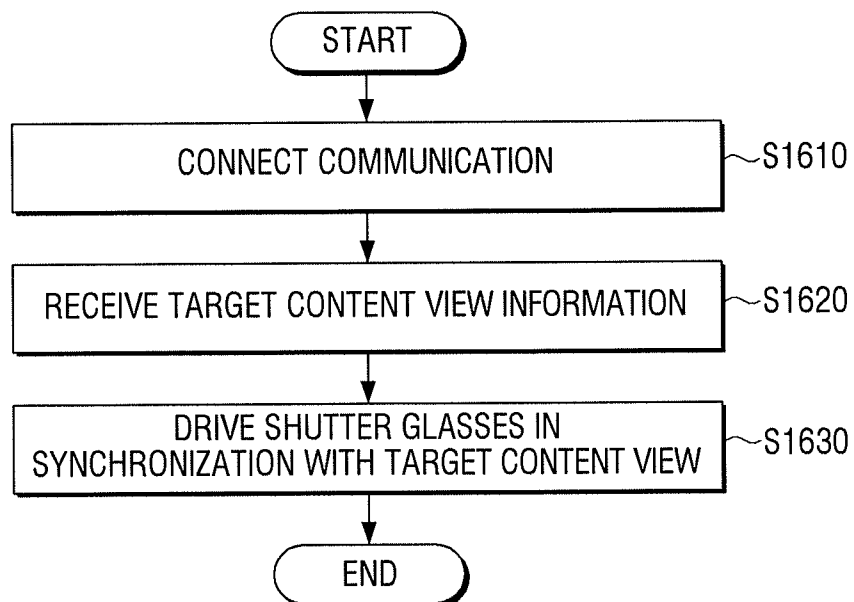 START
CONNECT COMMUNICATION
S1610
RECEIVE TARGET CONTENT VIEW INFORMATION
S1620
DRIVE SHUTTER GLASSES IN
SYNCHRONIZATION WITH TARGET CONTENT VIEW
S1630
END